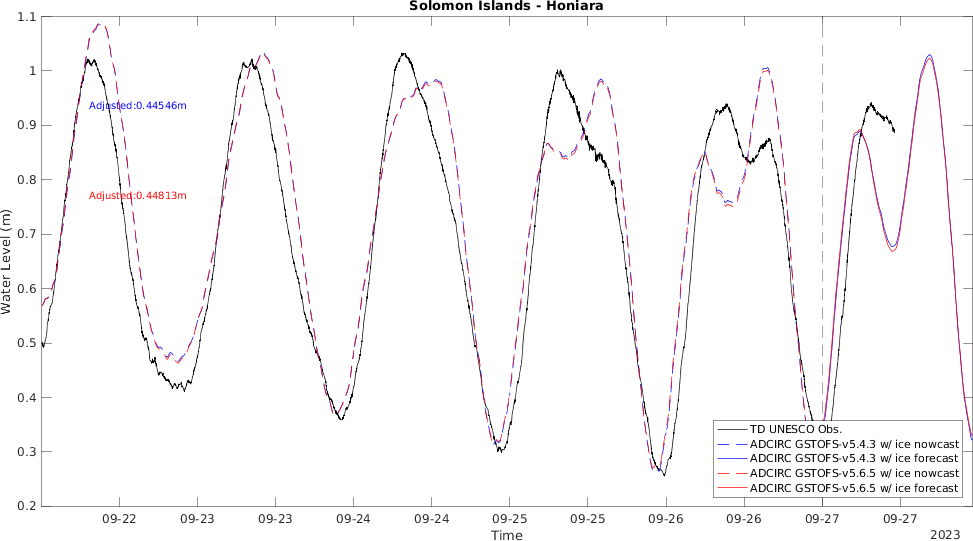 Solomon Islands - Honiara
1.1
1
0.9
0.8
0.7
0.6
0.5
0.4
0.3
0.2
Water Level (m)
Adjusted:0.44546m
Adjusted:0.44813m
TD UNESCO Obs.
ADCIRC GSTOFS-v5.4.3 w/ ice nowcast
ADCIRC GSTOFS-v5.4.3 w/ ice forecast
ADCIRC GSTOFS-v5.6.5 w/ ice nowcast
ADCIRC GSTOFS-v5.6.5 w/ ice forecast
09-22 09-23 09-23 09-24 09-24 09-25 09-25 09-26 09-26 09-27 09-27
Time
2023